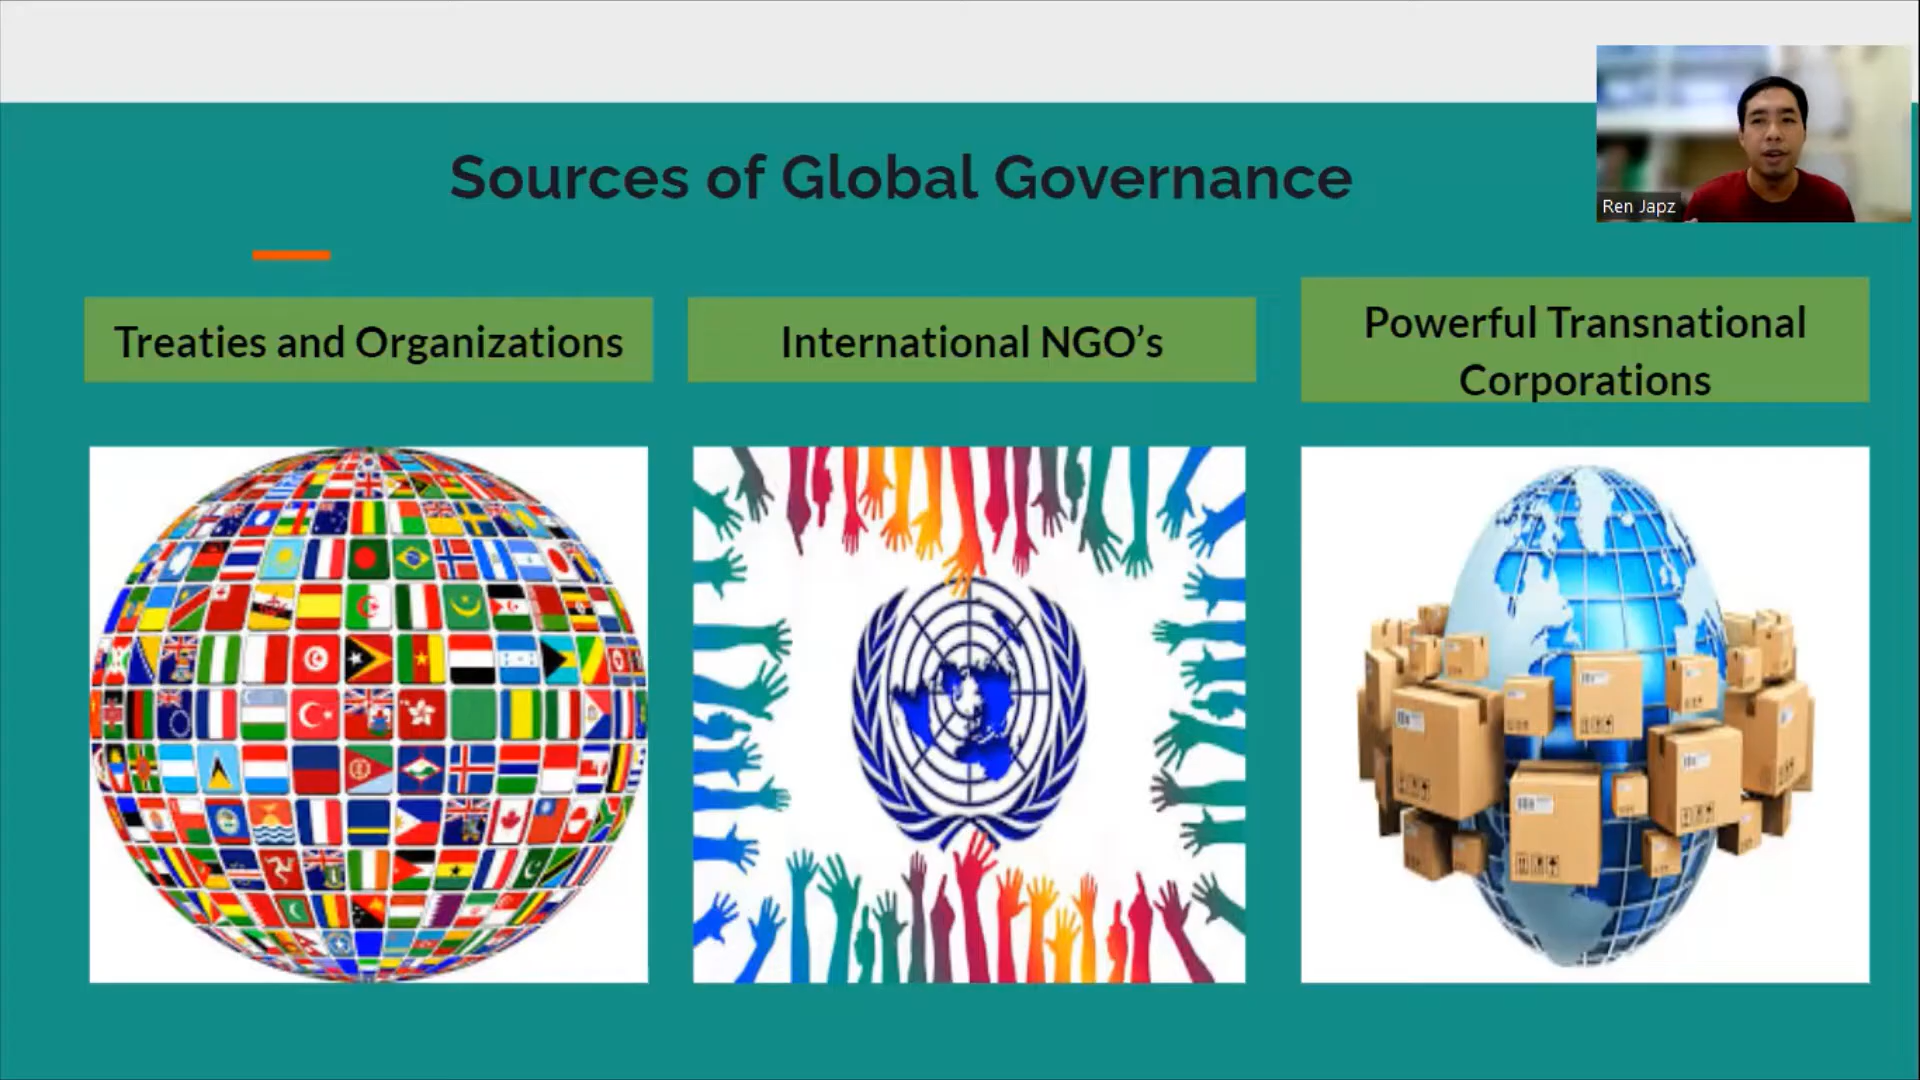 Sources of Global Governance
Ren Japz
Treaties and Organizations
International NGO's
Powerful Transnational
Corporations